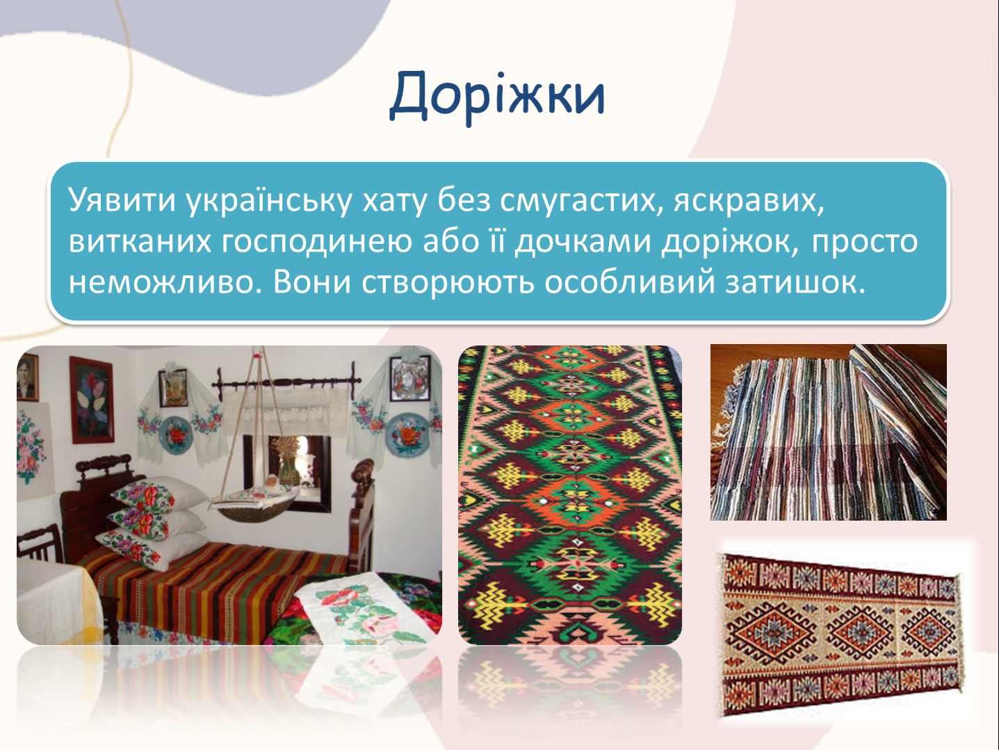 Доріжки
Уявити українську хату без смугастих, яскравих,
витканих господинею або її дочками доріжок, просто
неможливо. Вони створюють особливий затишок.